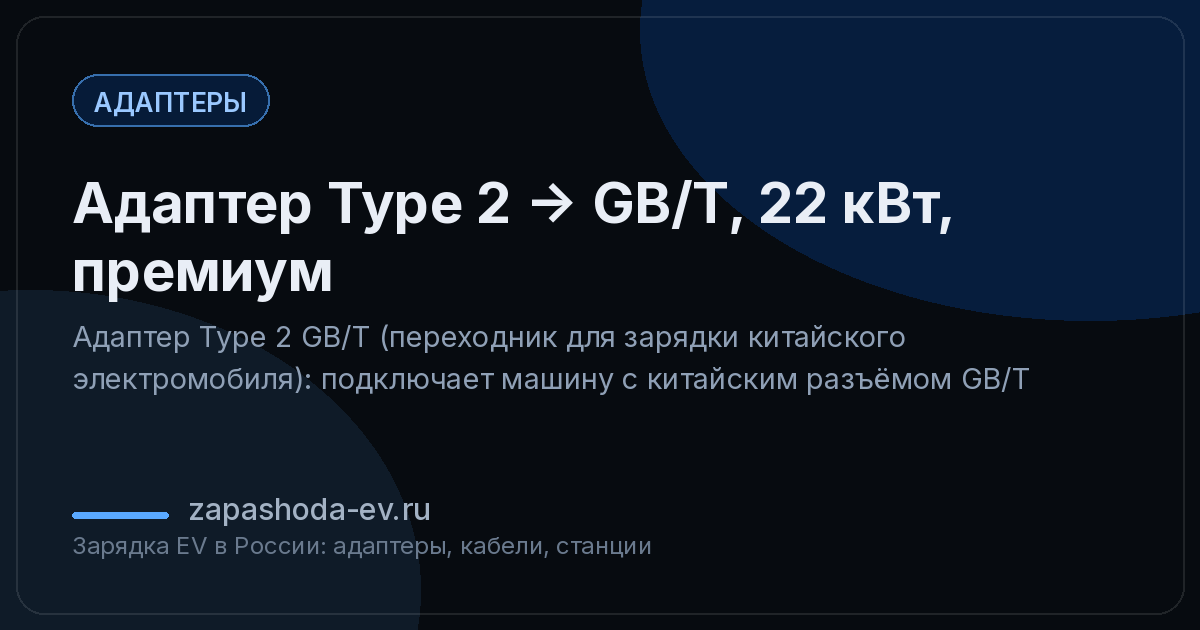 АДАПТЕРЫ
Адаптер Type 2 → GB/T, 22 кВт,
премиум
Адаптер Type 2 GB/T (переходник для зарядки китайского
электромобиля): подключает машину с китайским разъёмом GB/T
zapashoda-ev.ru
Зарядка EV в России: адаптеры, кабели, станции